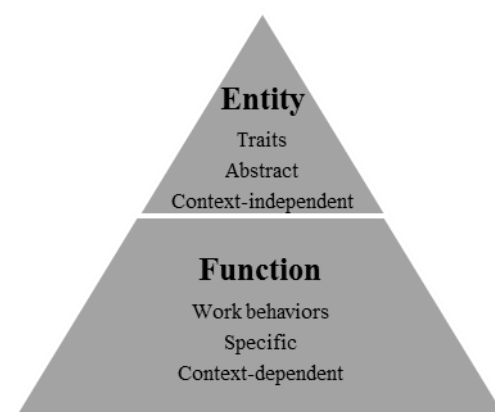 Entity
Traits
Abstract
Context-independent
Function
Work behaviors
Specific
Context-dependent